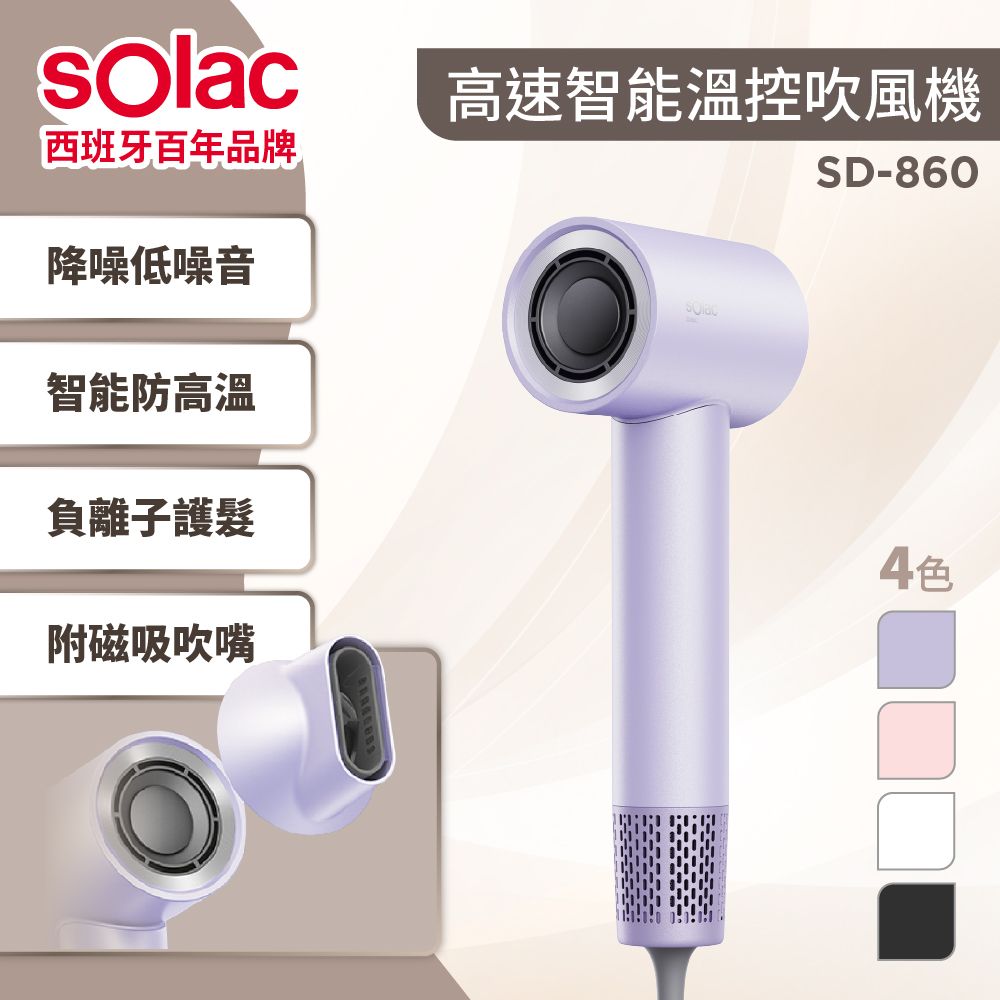 solac
西班牙百年品牌
高速智能溫控吹風機
SD-860
降噪低噪音
智能防高溫
負離子護髮
附磁吸吹嘴
solac
4色